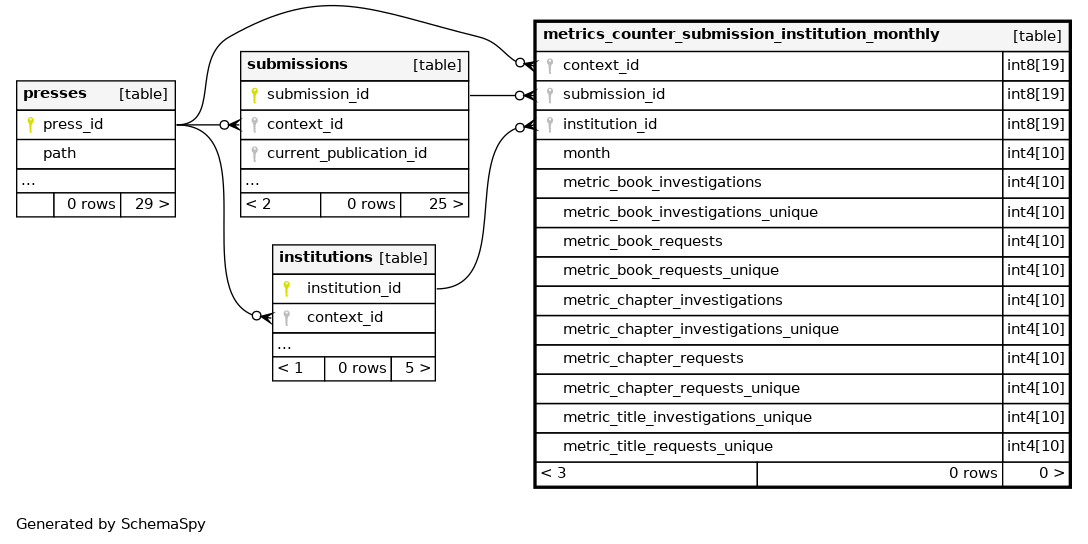 presses [table]
press_id
path
...
0 rows 29 >
submissions [table]
submission_id
context_id
current_publication_id
...
< 2 0 rows 25 >
institutions [table]
institution_id
context_id
...
< 1 0 rows 5 >
metrics_counter_submission_institution_monthly [table]
context_id int8[19]
submission_id int8[19]
institution_id int8[19]
month int4[10]
metric_book_investigations int4[10]
metric_book_investigations_unique int4[10]
metric_book_requests int4[10]
metric_book_requests_unique int4[10]
metric_chapter_investigations int4[10]
metric_chapter_investigations_unique int4[10]
metric_chapter_requests int4[10]
metric_chapter_requests_unique int4[10]
metric_title_investigations_unique int4[10]
metric_title_requests_unique int4[10]
< 3 0 rows 0 >
Generated by SchemaSpy